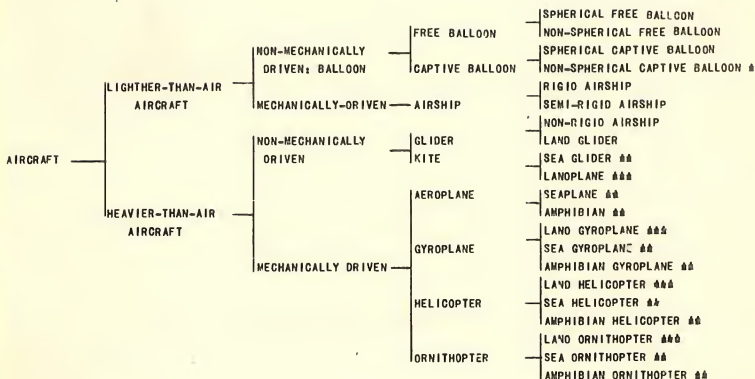 SPHERICAL FREE BALLOON
FREE BALLOON
NON-SPHERICAL FREE BALLOON
NON-MECHANICALLY
DRIVEN: BALLOON
SPHERICAL CAPTIVE BALLOON
CAPTIVE BALLOON
NON-SPHERICAL CAPTIVE BALLOON *
LIGHTHER-THAN-AIR
AIRCRAFT
RIGID AIRSHIP
MECHANICALLY-DRIVEN
AIRSHIP
SEMI-RIGID AIRSHIP
NON-RIGID AIRSHIP
NON-MECHANICALLY
DRIVEN
GLIDER
LAND GLIDER
KITE
SEA GLIDER **
AIRCRAFT
LANDPLANE ***
AEROPLANE
SEAPLANE **
AMPHIBIAN **
HEAVIER-THAN-AIR
AIRCRAFT
LAND GYROPLANE ***
GYROPLANE
SEA GYROPLANE **
MECHANICALLY DRIVEN
AMPHIBIAN GYROPLANE **
LAND HELICOPTER ***
HELICOPTER
SEA HELICOPTER **
AMPHIBIAN HELICOPTER **
LAND ORNITHOPTER ***
ORNITHOPTER
SEA ORNITHOPTER **
AMPHIBIAN ORNITHOPTER **